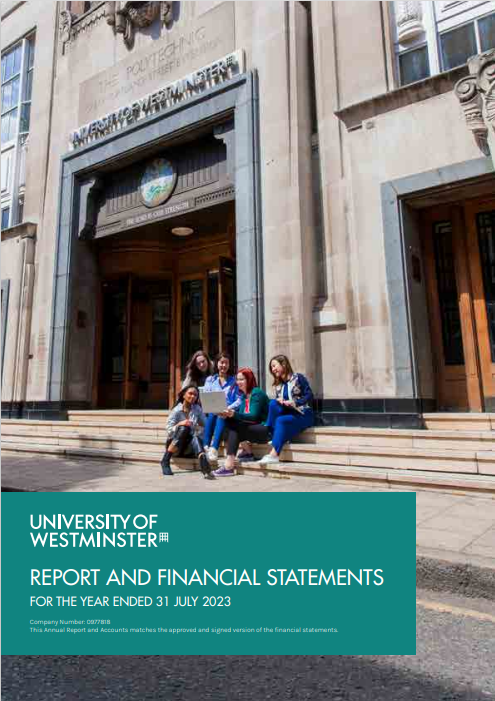 THE POLYTECHNIC
UNIVERSITY OF WESTMINSTER
UNIVERSITY OF
WESTMINSTER
REPORT AND FINANCIAL STATEMENTS
FOR THE YEAR ENDED 31 JULY 2023
Company Number: 0977818
This Annual Report and Accounts matches the approved and signed version of the financial statements.